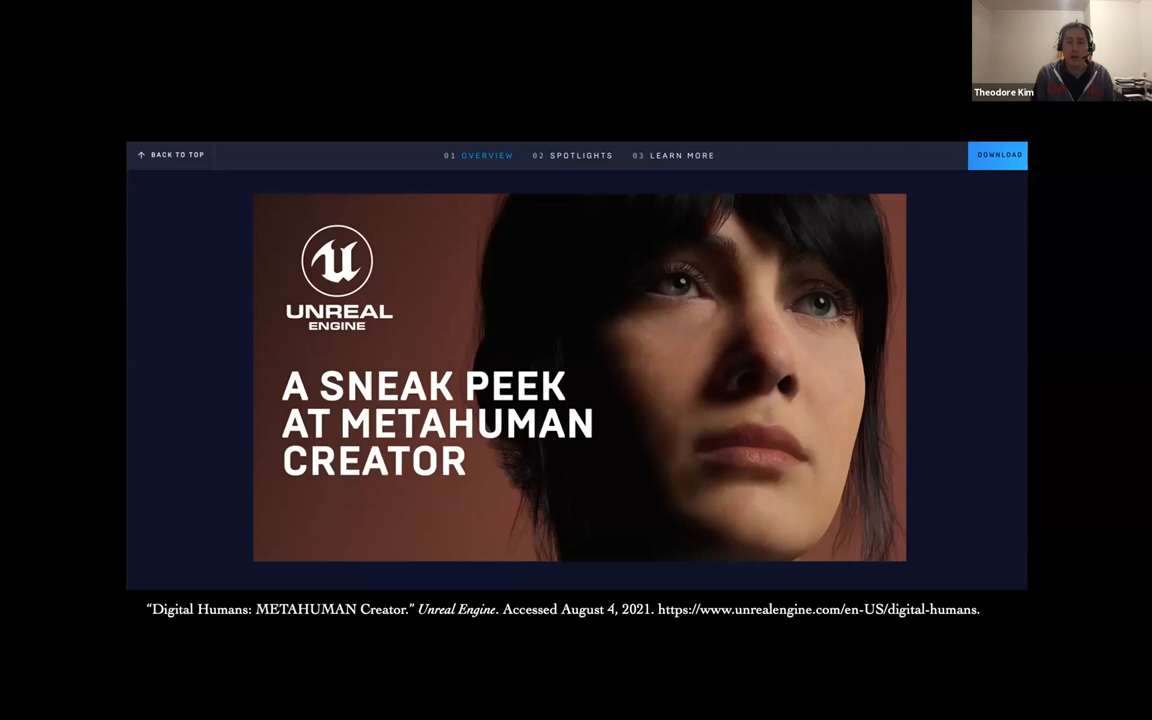 Theodore Kim
BACK TO TOP
01 OVERVIEW
02 SPOTLIGHTS
03 LEARN MORE
DOWNLOAD
UNREAL
ENGINE
A SNEAK PEEK
AT METAHUMAN
CREATOR
“Digital Humans: METAHUMAN Creator.” Unreal Engine. Accessed August 4, 2021. https://www.unrealengine.com/en-US/digital-humans.